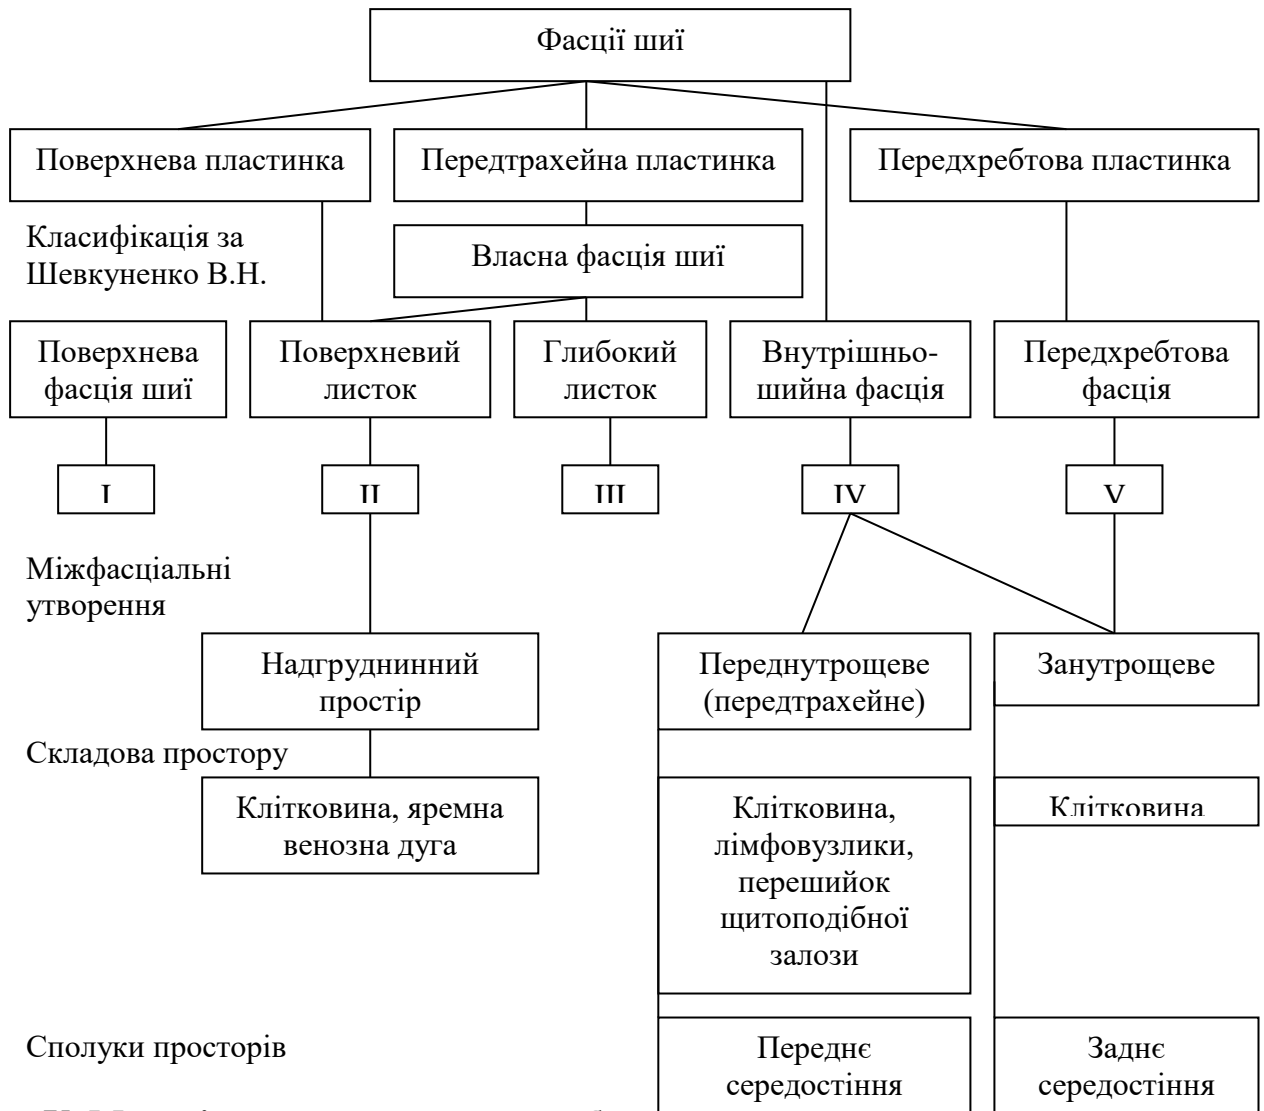 Фасції шиї
Поверхнева пластинка
Передтрахейна пластинка
Передхребтова пластинка
Класифікація за
Шевкуненко В.Н.
Власна фасція шиї
Поверхнева
фасція шиї
Поверхневий
листок
Глибокий
листок
Внутрішньо-
шийна фасція
Передхребтова
фасція
I
II
III
IV
V
Міжфасціальні
утворення
Надгруднинний
простір
Переднутрощеве
(передтрахейне)
Занутрощеве
Складова простору
Клітковина, яремна
венозна дуга
Клітковина,
лімфовузлики,
перешийок
щитоподібної
залози
Клітковина
Сполуки просторів
Переднє
середостіння
Заднє
середостіння